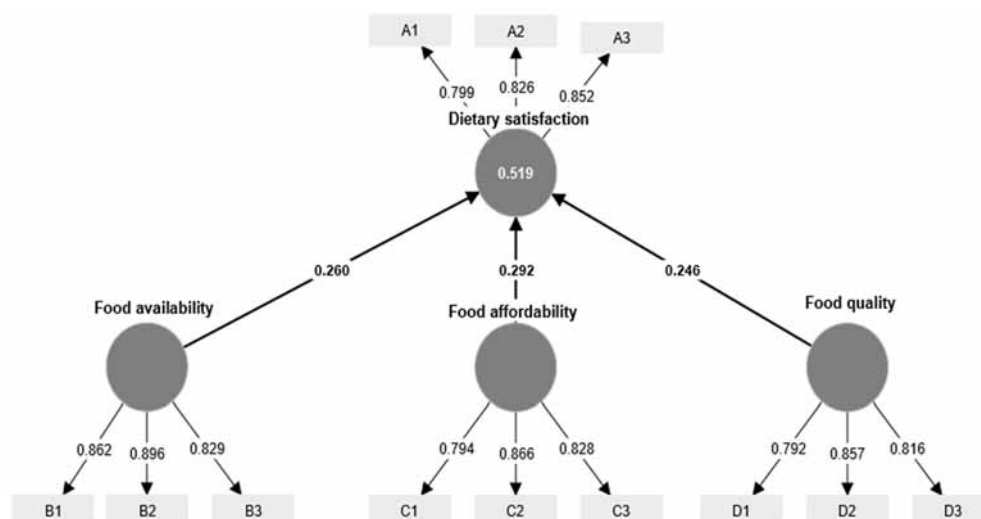 A1 A2 A3
0.799 0.826 0.852
Dietary satisfaction
0.519
0.260 0.292 0.246
Food availability Food affordability Food quality
0.862 0.896 0.829 0.794 0.866 0.828 0.792 0.857 0.816
B1 B2 B3 C1 C2 C3 D1 D2 D3